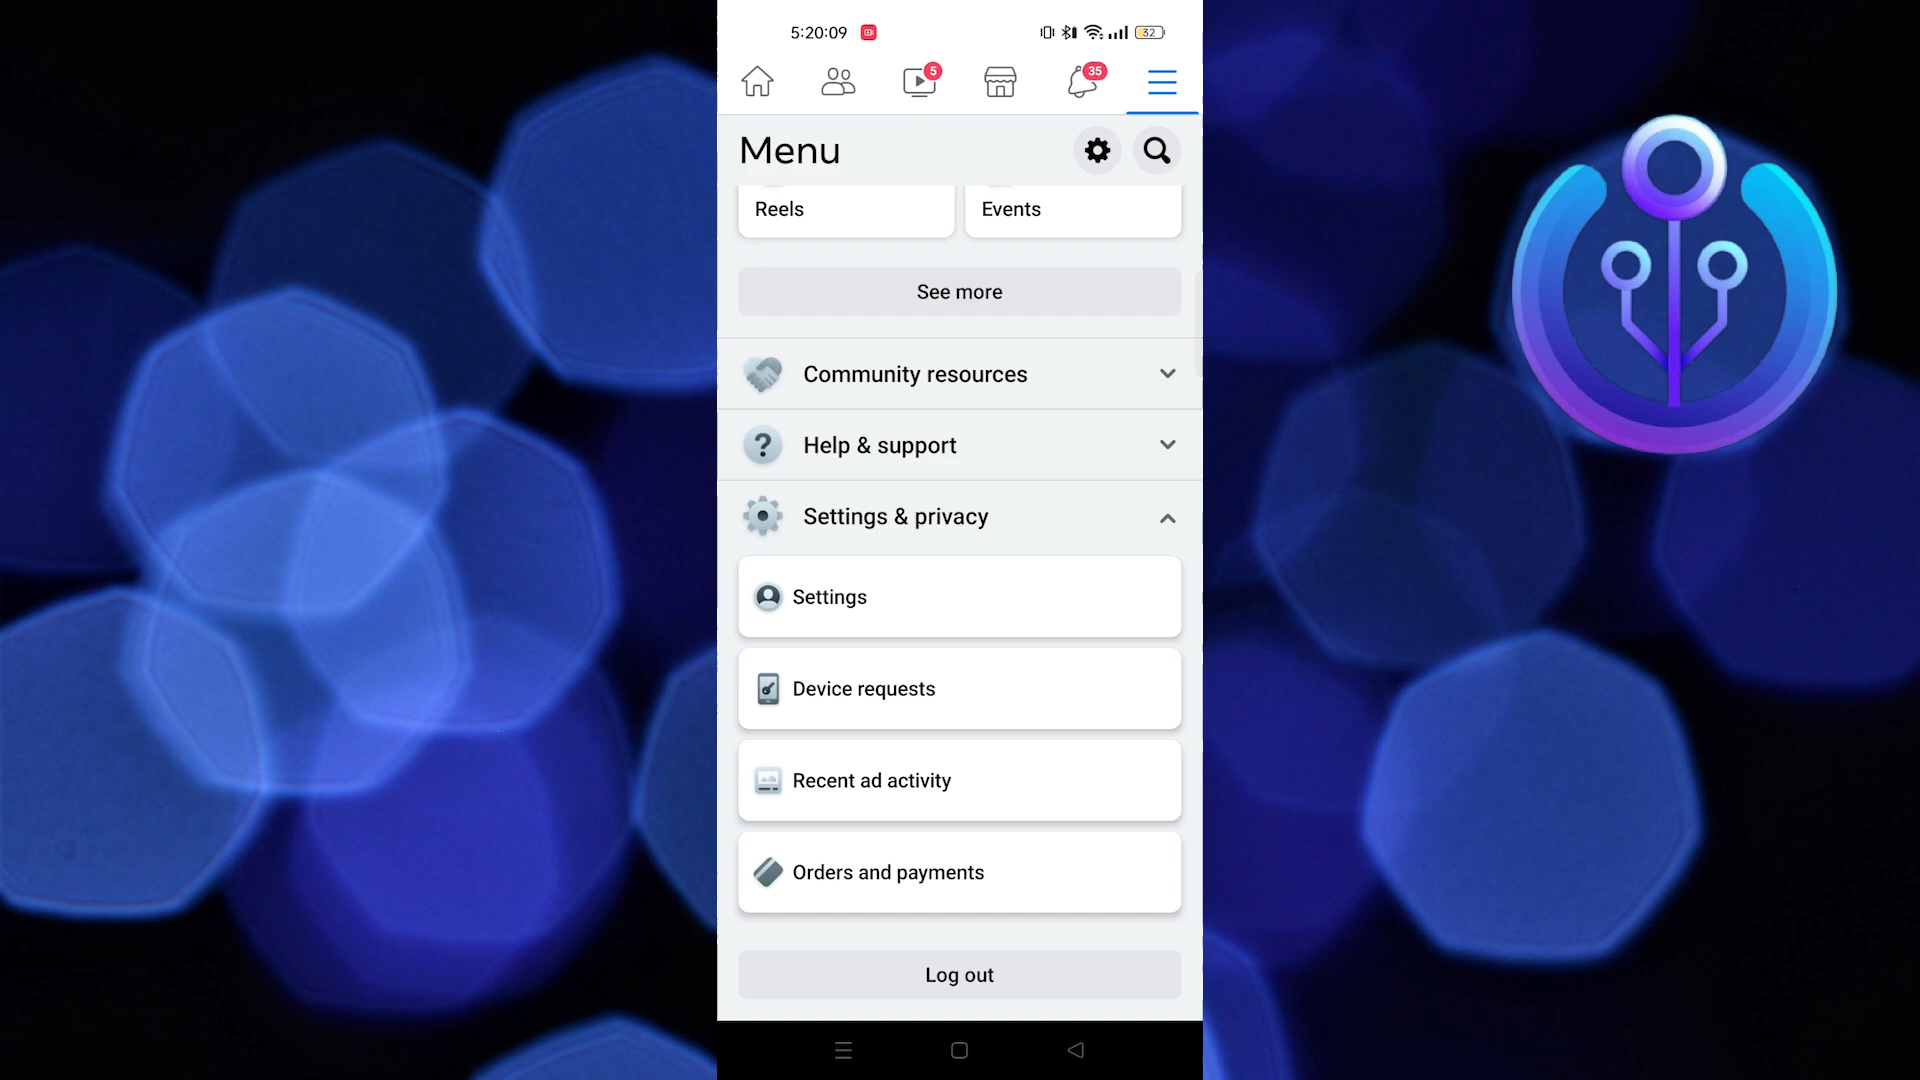 5:20:09
32
5
35
Menu
Reels
Events
See more
Community resources
Help & support
Settings & privacy
Settings
Device requests
Recent ad activity
Orders and payments
Log out